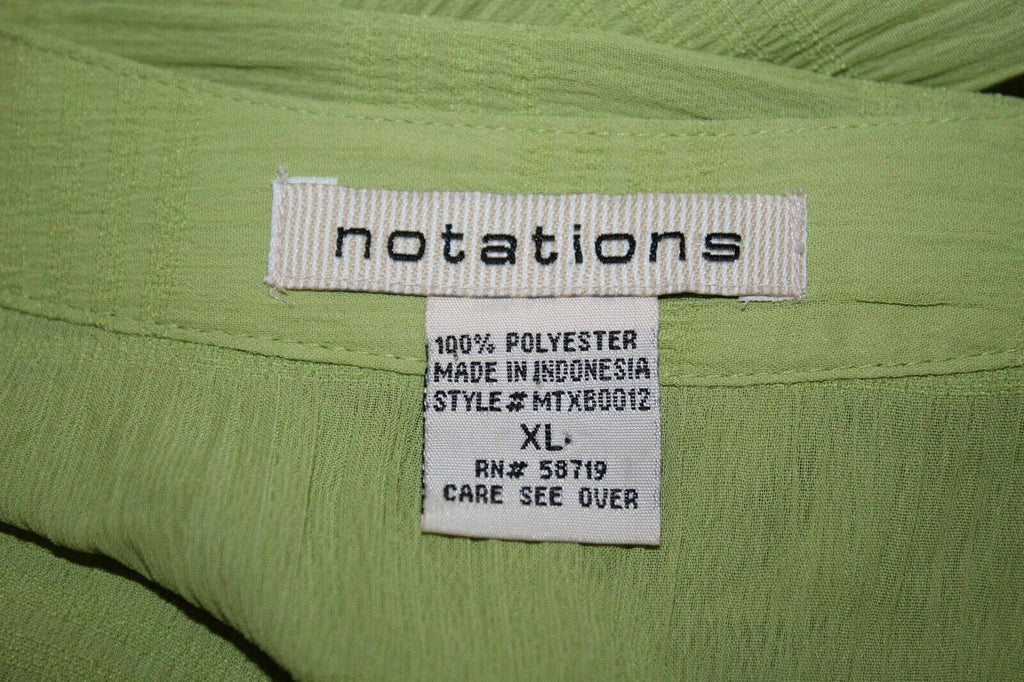 notations
100% POLYESTER
MADE IN INDONESIA
STYLE# MTXB0012
XL
RN# 58719
CARE SEE OVER